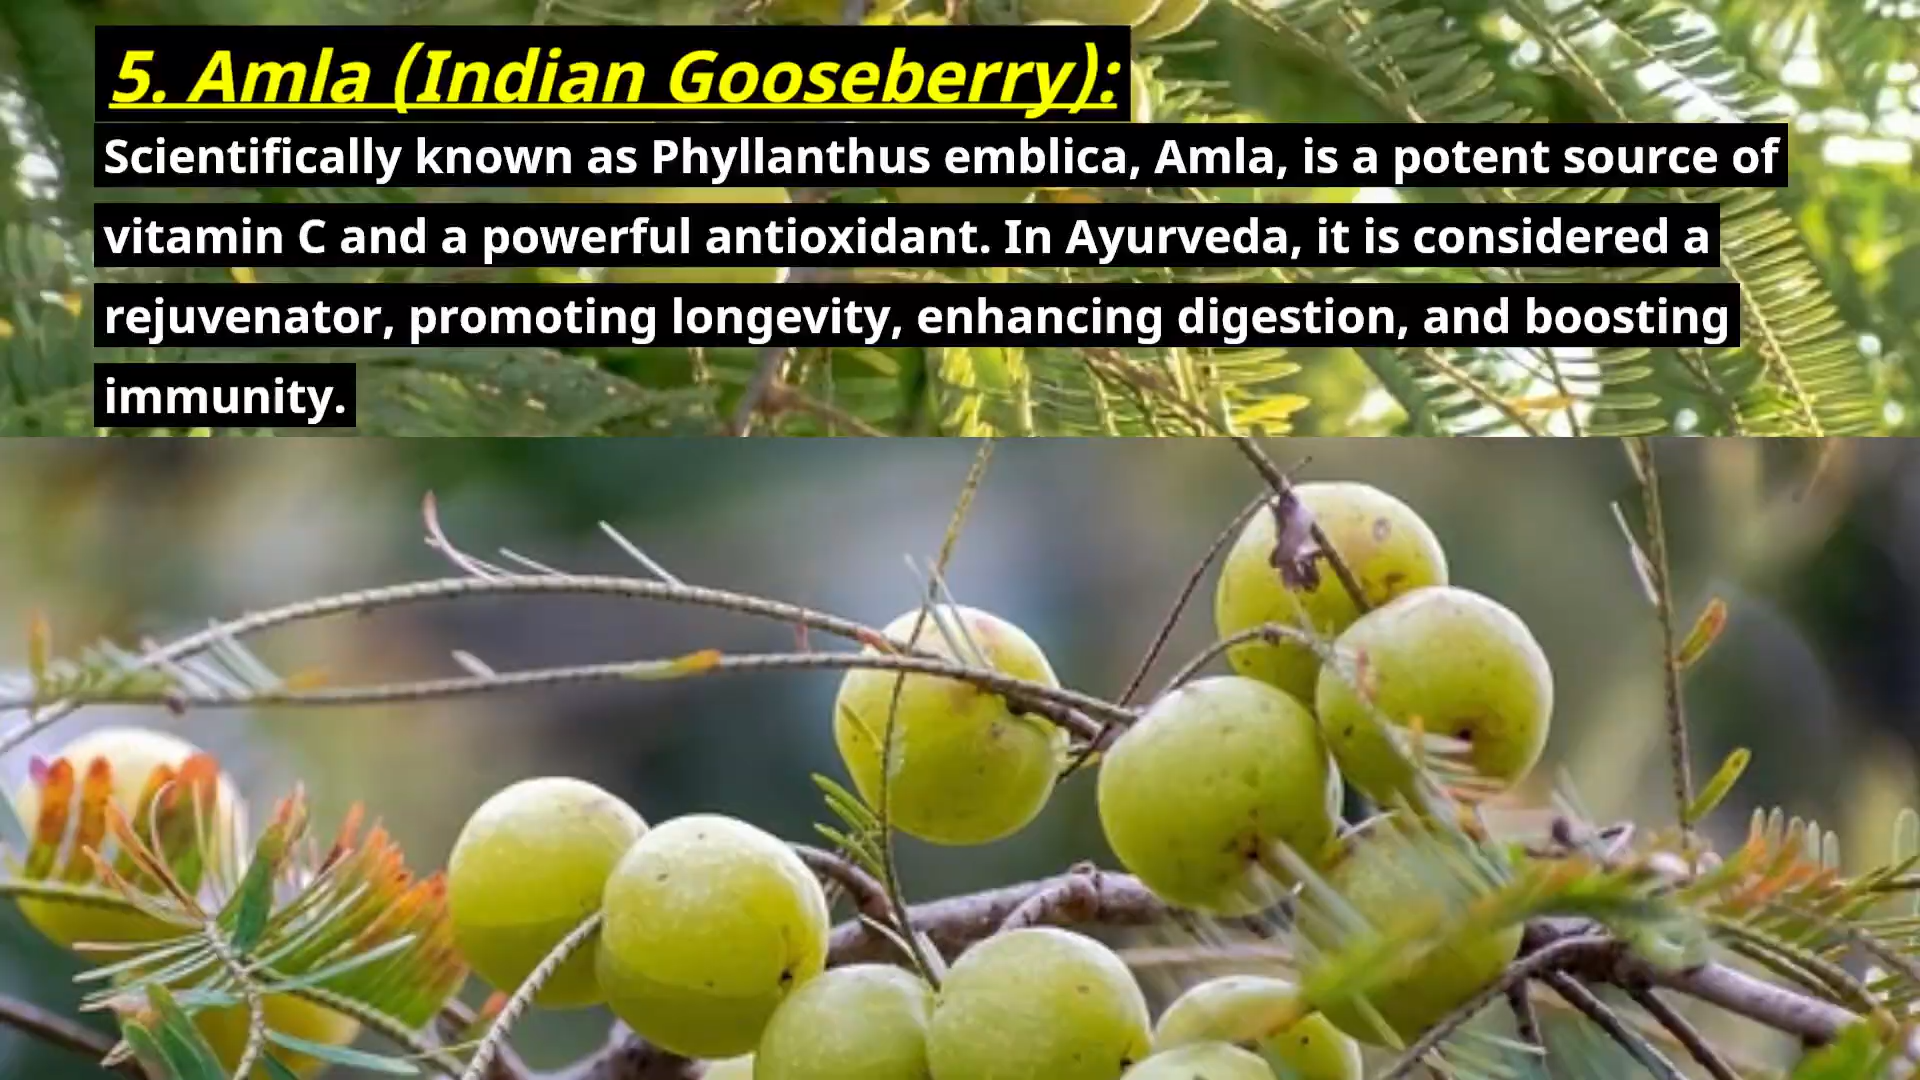 5. Amla (Indian Gooseberry):
Scientifically known as Phyllanthus emblica, Amla, is a potent source of
vitamin C and a powerful antioxidant. In Ayurveda, it is considered a
rejuvenator, promoting longevity, enhancing digestion, and boosting
immunity.